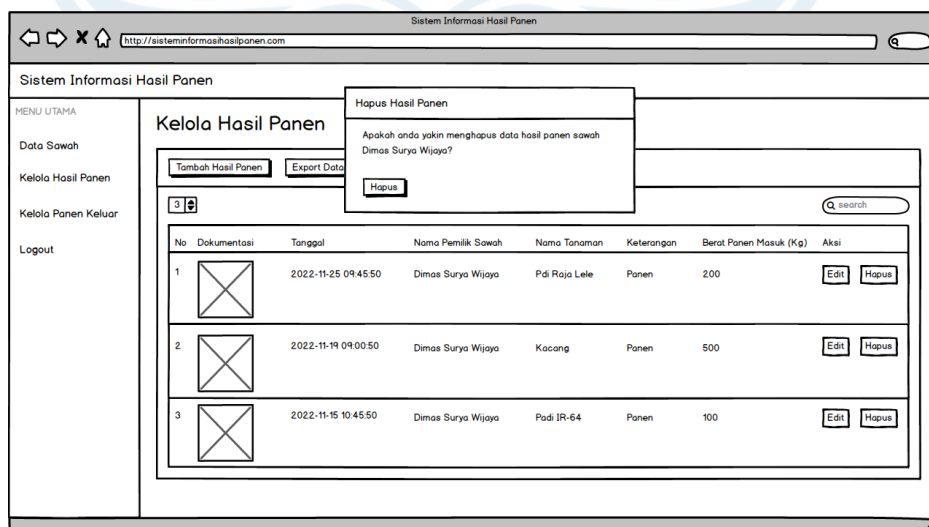 Sistem Informasi Hasil Panen
http://sisteminformasihasilpanen.com
Sistem Informasi Hasil Panen
MENU UTAMA
Data Sawah
Kelola Hasil Panen
Kelola Panen Keluar
Logout
Kelola Hasil Panen
Hapus Hasil Panen
Apakah anda yakin menghapus data hasil panen sawah
Dimas Surya Wijaya?
Hapus
Tambah Hasil Panen Export Data
3 search
No Dokumentasi Tanggal Nama Pemilik Sawah Nama Tanaman Keterangan Berat Panen Masuk (Kg) Aksi
1 2022-11-25 09:45:50 Dimas Surya Wijaya Pdi Raja Lele Panen 200 Edit Hapus
2 2022-11-19 09:00:50 Dimas Surya Wijaya Kacang Panen 500 Edit Hapus
3 2022-11-15 10:45:50 Dimas Surya Wijaya Padi IR-64 Panen 100 Edit Hapus